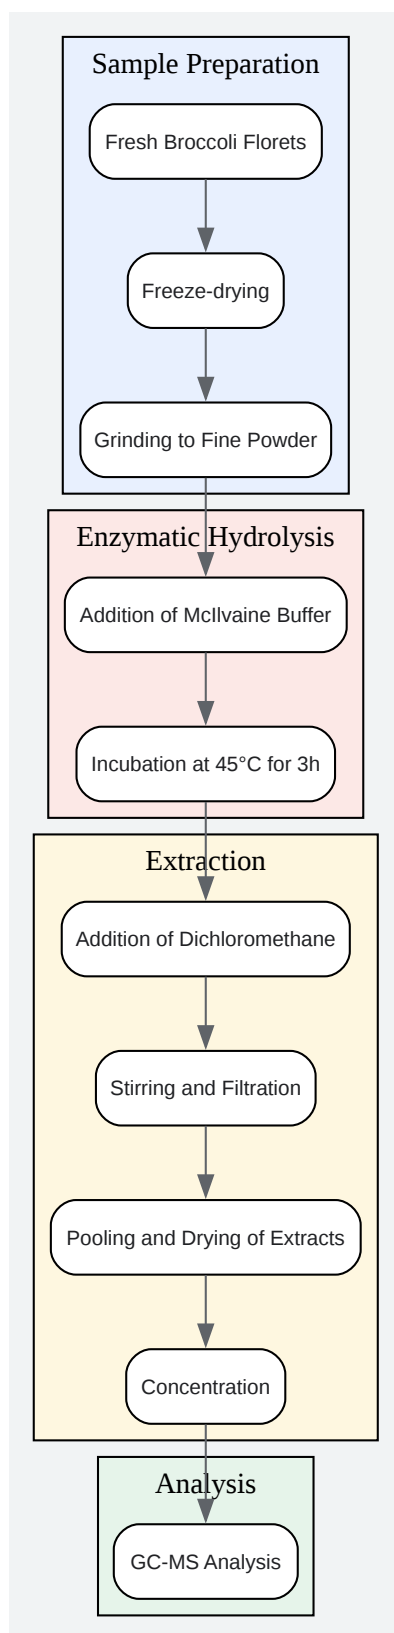 Sample Preparation
Fresh Broccoli Florets
Freeze-drying
Grinding to Fine Powder
Enzymatic Hydrolysis
Addition of McIlvaine Buffer
Incubation at 45°C for 3h
Extraction
Addition of Dichloromethane
Stirring and Filtration
Pooling and Drying of Extracts
Concentration
Analysis
GC-MS Analysis